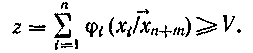 z = \sum_{i=1}^{n} \varphi_i (x_i / \vec{x}_{n+m}) \geqslant V.